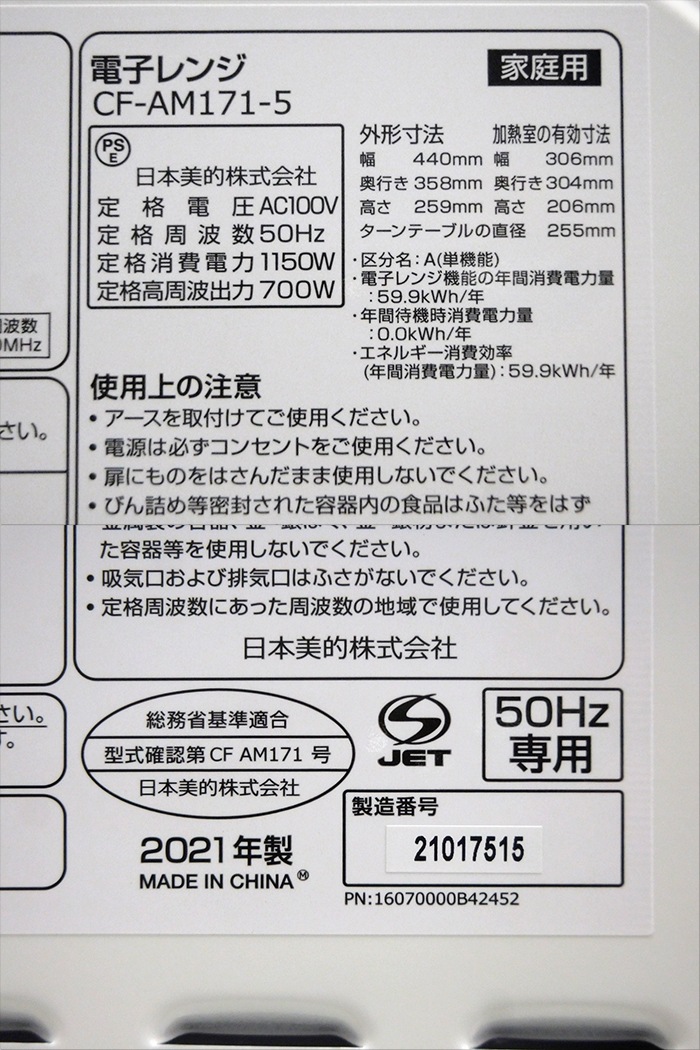 電子レンジ
家庭用
CF-AM171-5
PS
E
日本美的株式会社
定格電圧 AC100V
定格周波数 50Hz
定格消費電力 1150W
定格高周波出力 700W
外形寸法 加熱室の有効寸法
幅 440mm 幅 306mm
奥行き 358mm 奥行き 304mm
高さ 259mm 高さ 206mm
ターンテーブルの直径 255mm
・区分名：A(単機能)
・電子レンジ機能の年間消費電力量
：59.9kWh/年
・年間待機時消費電力量
：0.0kWh/年
・エネルギー消費効率
(年間消費電力量)：59.9kWh/年
周波数
MHz
使用上の注意
・アースを取付けてご使用ください。
さい。
・電源は必ずコンセントをご使用ください。
・扉にものをはさんだまま使用しないでください。
・びん詰め等密封された容器内の食品はふた等をはず
た容器等を使用しないでください。
・吸気口および排気口はふさがないでください。
・定格周波数にあった周波数の地域で使用してください。
日本美的株式会社
さい。
す。
総務省基準適合
型式確認第 CF AM171 号
日本美的株式会社
JET
50Hz
専用
2021年製
MADE IN CHINA Ⓜ
製造番号
21017515
PN:16070000B42452